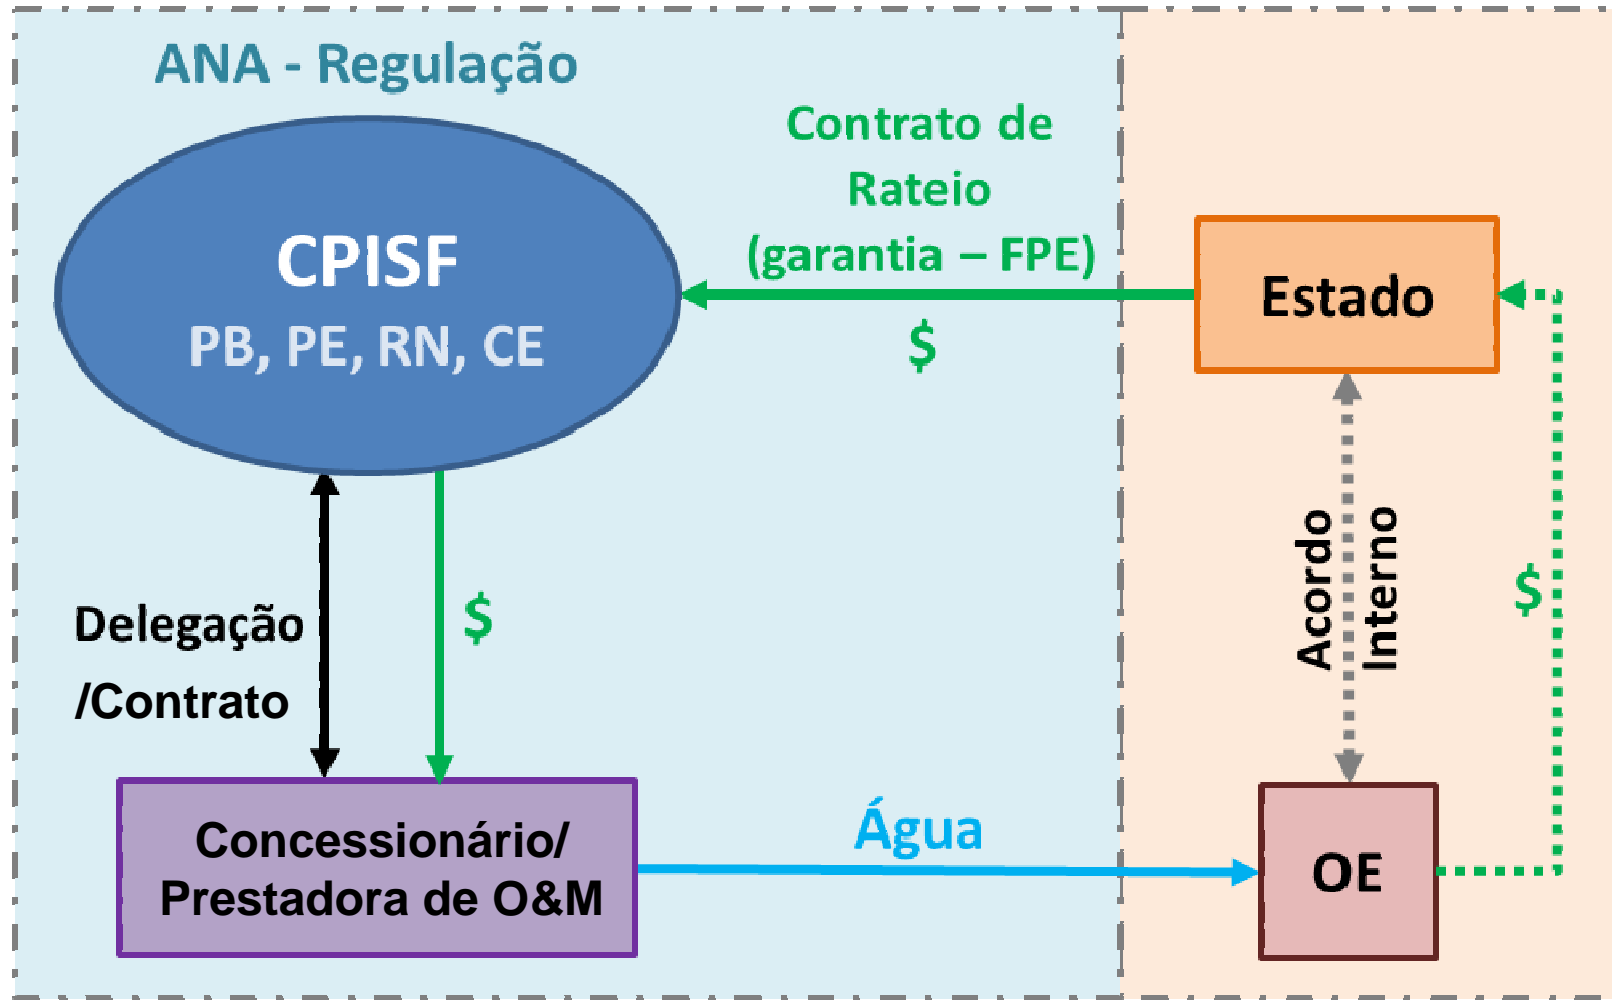 ANA - Regulação
CPISF
PB, PE, RN, CE
Contrato de
Rateio
(garantia – FPE)
$
Estado
Delegação
/Contrato
$
Acordo
Interno
$
Concessionário/
Prestadora de O&M
Água
OE